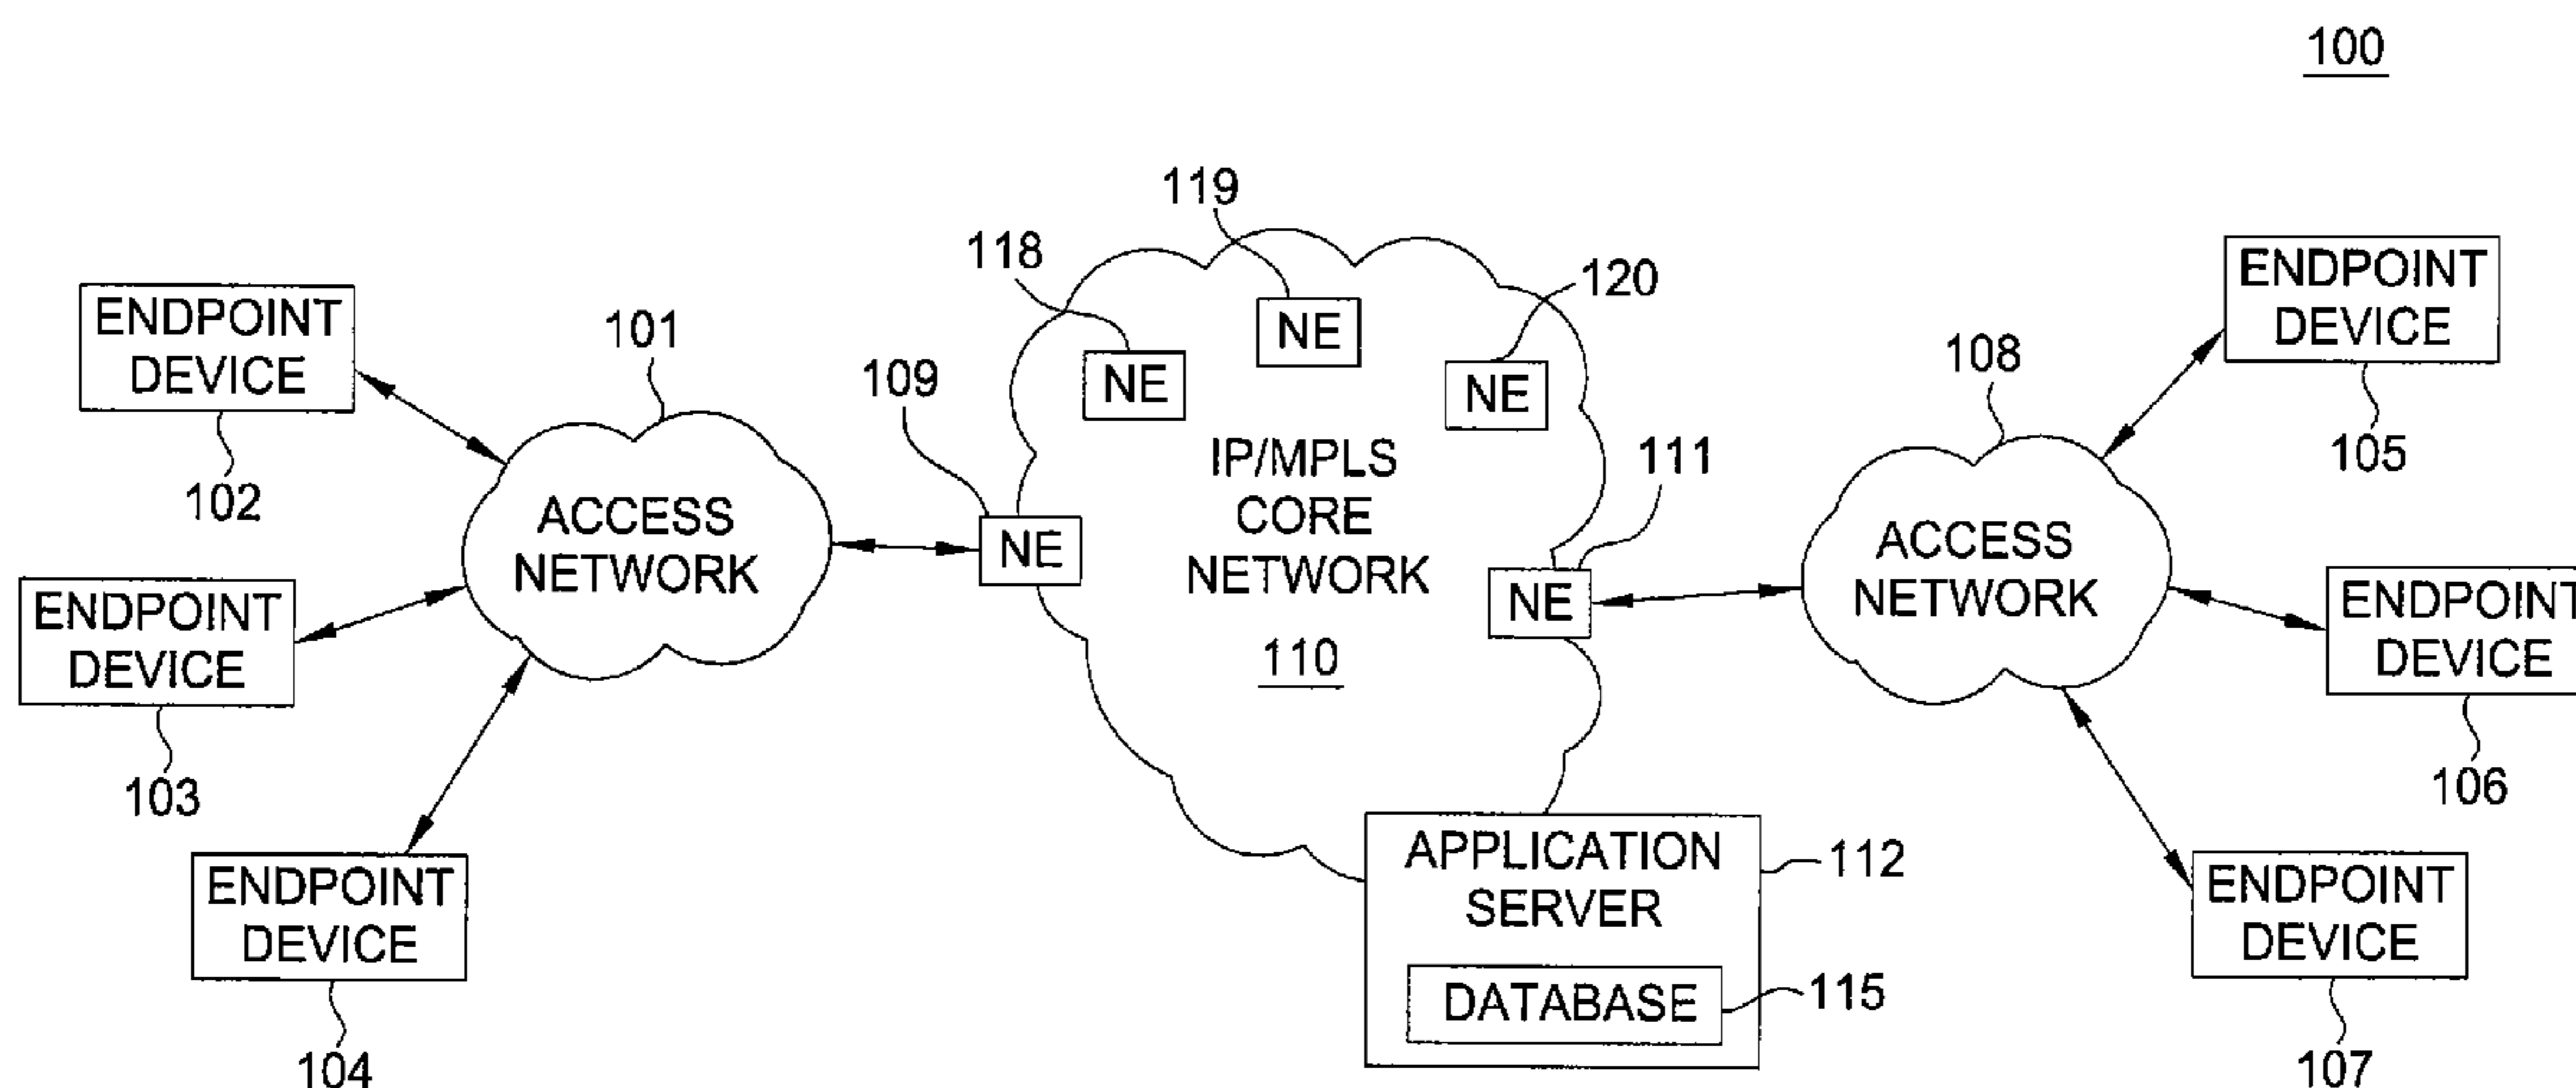 100
119
118
120
ENDPOINT
DEVICE
102
101
109
NE
NE
NE
IP/MPLS
CORE
NETWORK
110
111
108
ENDPOINT
DEVICE
105
ACCESS
NETWORK
NE
NE
ACCESS
NETWORK
ENDPOINT
DEVICE
103
ENDPOINT
DEVICE
106
ENDPOINT
DEVICE
104
APPLICATION
SERVER
112
DATABASE
115
ENDPOINT
DEVICE
107